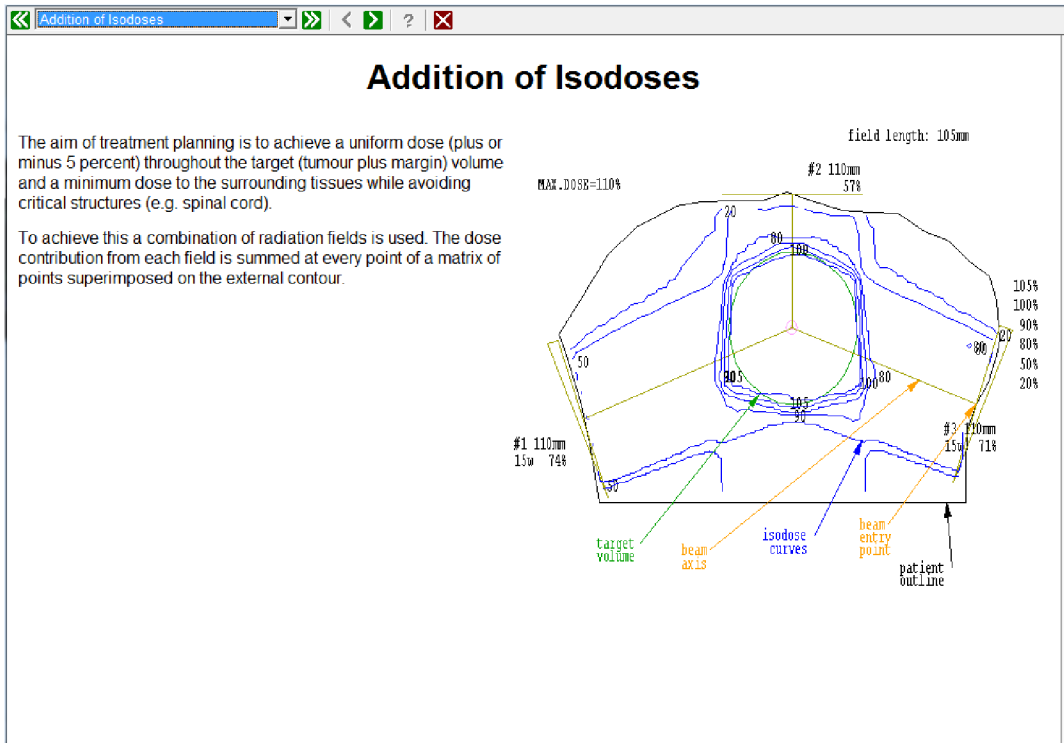 Addition of Isodoses
?
Addition of Isodoses
The aim of treatment planning is to achieve a uniform dose (plus or
minus 5 percent) throughout the target (tumour plus margin) volume
and a minimum dose to the surrounding tissues while avoiding
critical structures (e.g. spinal cord).
To achieve this a combination of radiation fields is used. The dose
contribution from each field is summed at every point of a matrix of
points superimposed on the external contour.
field length: 105mm
#2 110mm
57%
MAX.DOSE=110%
20
80
100
105%
100%
90%
80%
50%
20%
20
50
80
105
90
#1 110mm
15w 74%
#3 110mm
15w 71%
50
target
volume
beam
axis
isodose
curves
beam
entry
point
patient
outline